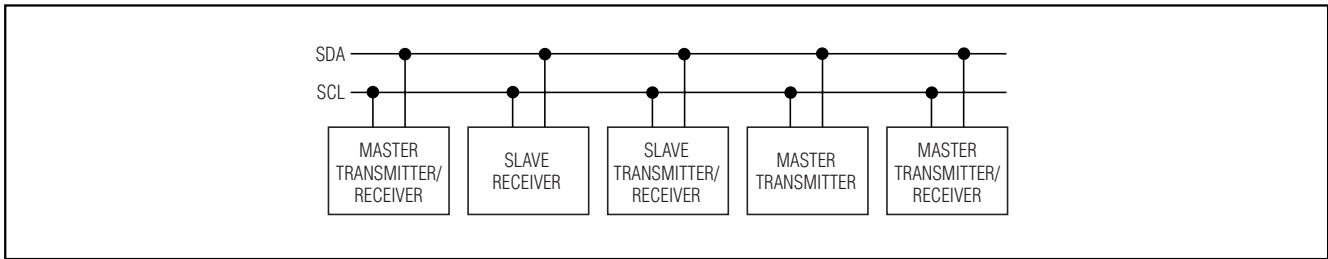 SDA
SCL
MASTER
TRANSMITTER/
RECEIVER
SLAVE
RECEIVER
SLAVE
TRANSMITTER/
RECEIVER
MASTER
TRANSMITTER
MASTER
TRANSMITTER/
RECEIVER